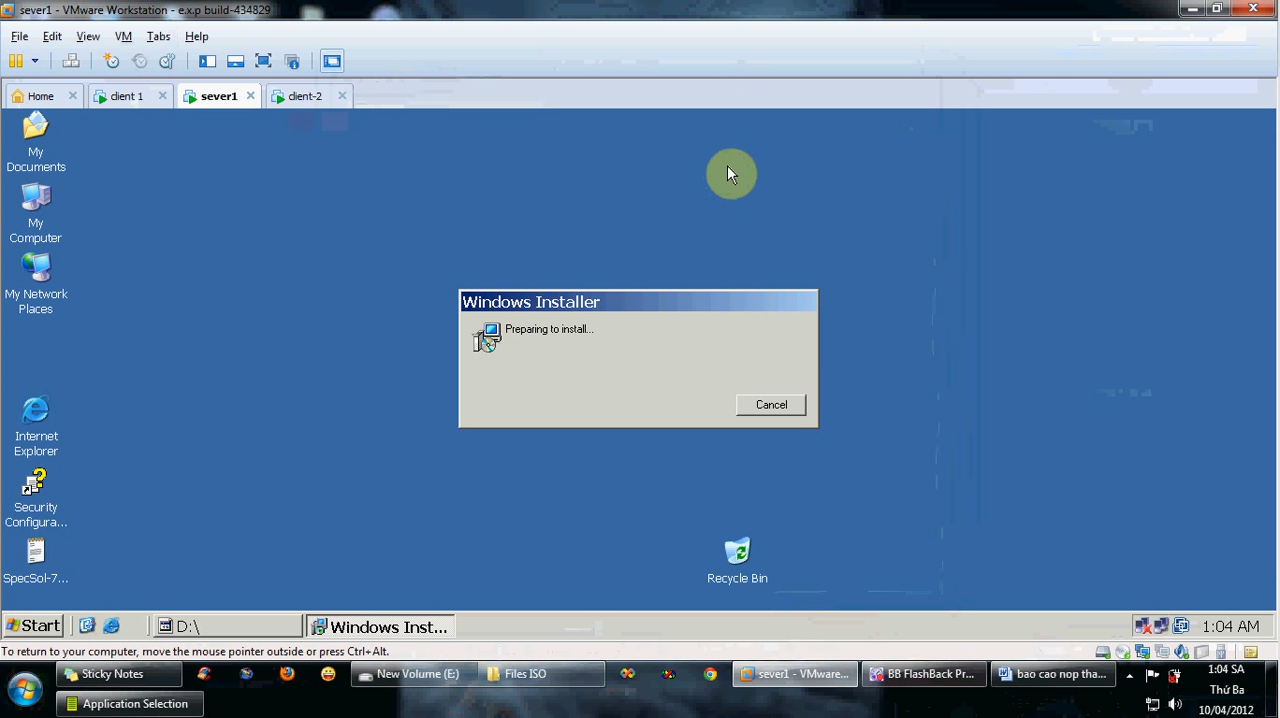 sever1 - VMware Workstation - e.x.p build-434829
File Edit View VM Tabs Help
Home client 1 sever1 client-2
My
Documents
My
Computer
My Network
Places
Internet
Explorer
Security
Configura...
SpecSol-7...
Windows Installer
Preparing to install...
Cancel
Recycle Bin
Start D:\ Windows Inst... 1:04 AM
To return to your computer, move the mouse pointer outside or press Ctrl+Alt.
Sticky Notes New Volume (E:) Files ISO sever1 - VMware... BB FlashBack Pr... bao cao nop tha... 1:04 SA
Thứ Ba
Application Selection 10/04/2012